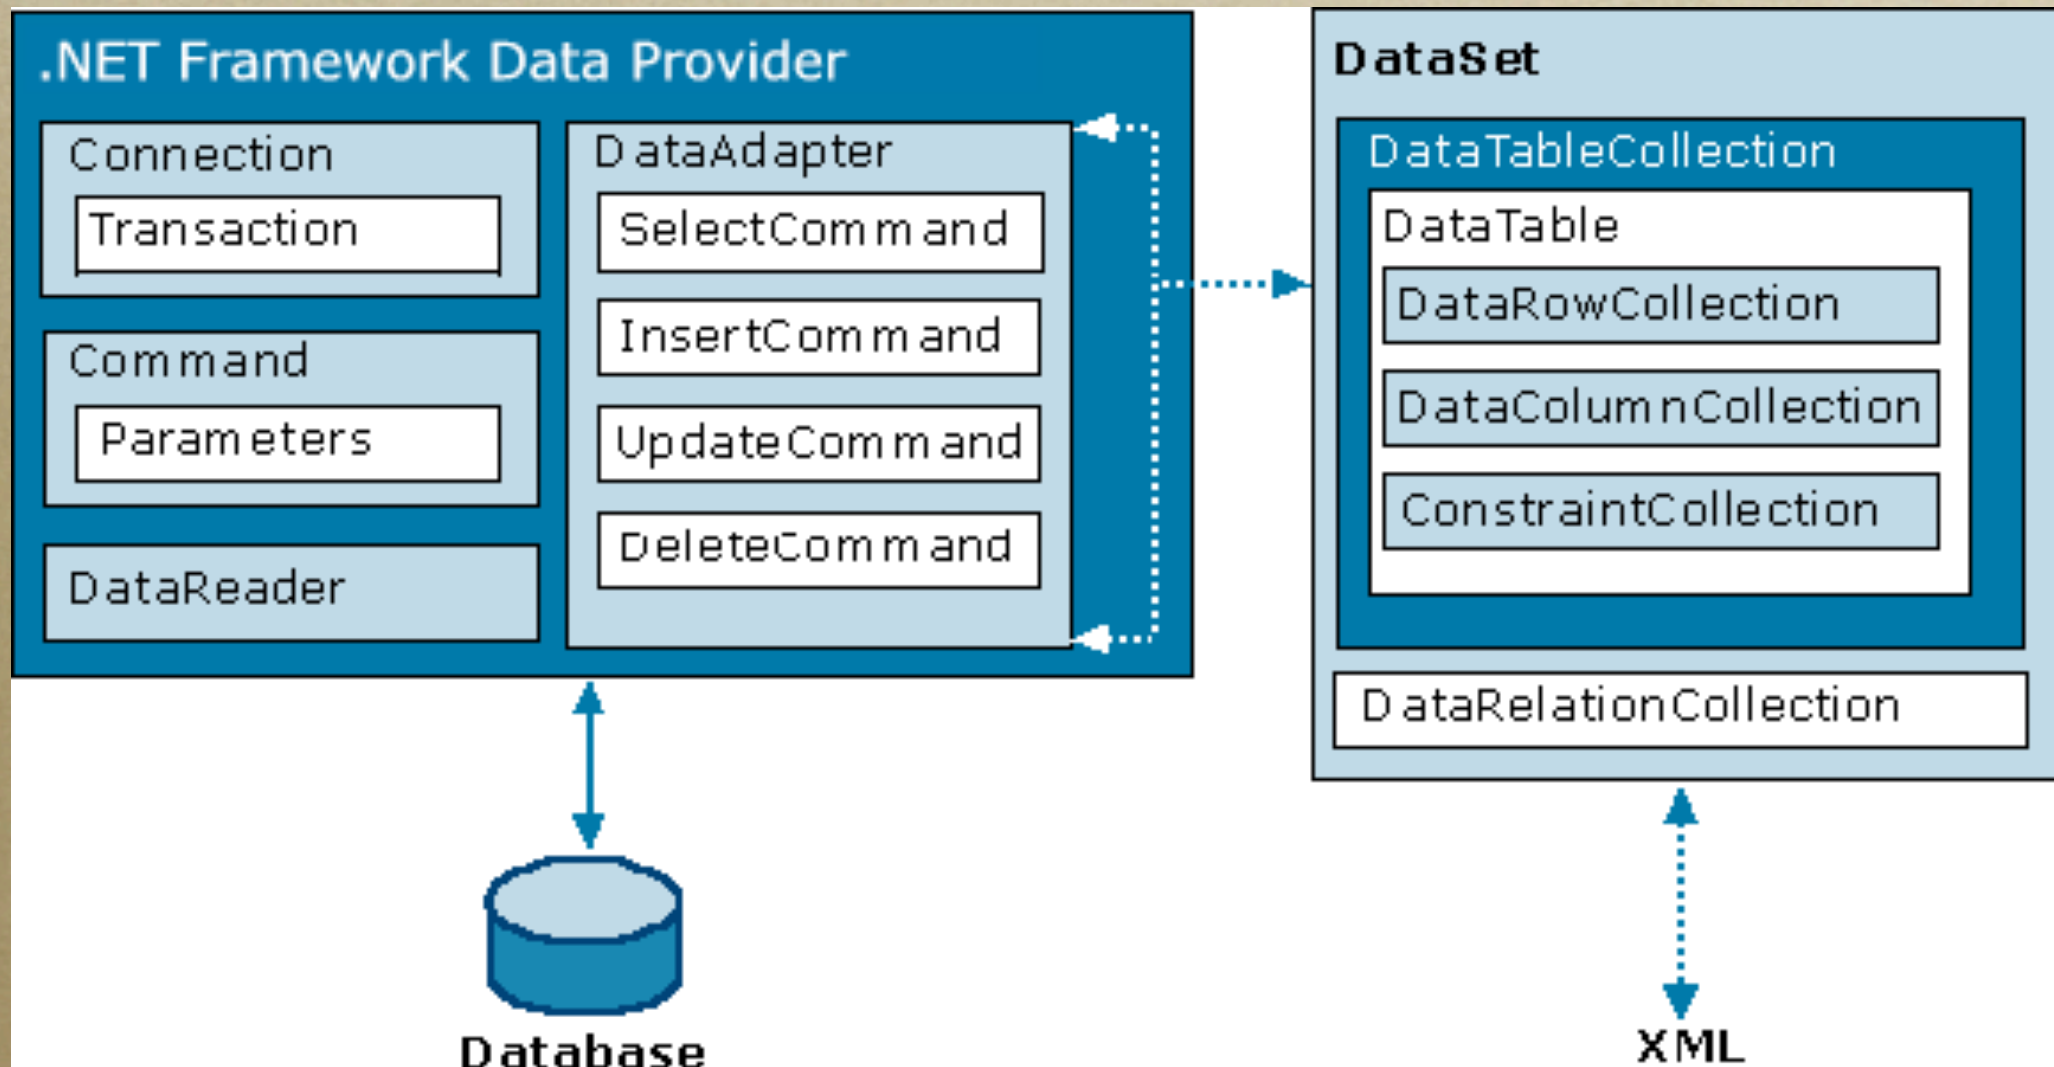 .NET Framework Data Provider
Connection
Transaction
Command
Parameters
DataReader
DataAdapter
SelectCommand
InsertCommand
UpdateCommand
DeleteCommand
Database
DataSet
DataTableCollection
DataTable
DataRowCollection
DataColumnCollection
ConstraintCollection
DataRelationCollection
XML